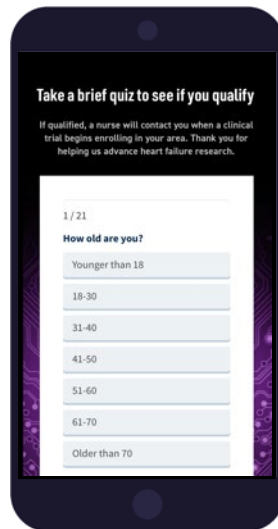 Take a brief quiz to see if you qualify
If qualified, a nurse will contact you when a clinical
trial begins enrolling in your area. Thank you for
helping us advance heart failure research.
1 / 21
How old are you?
Younger than 18
18-30
31-40
41-50
51-60
61-70
Older than 70